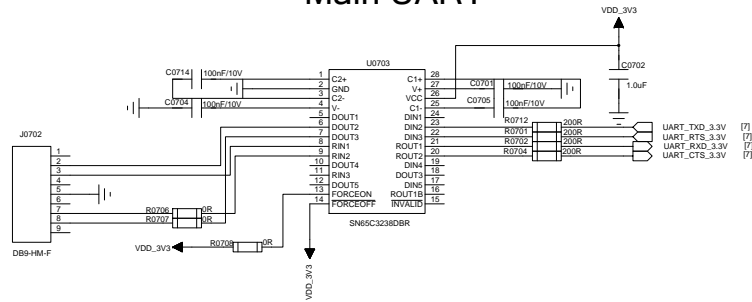 Main UART
VDD_3V3
U0703
C0714
100nF/10V
C0704
100nF/10V
1
2
3
4
5
6
7
8
9
10
11
12
13
14
C2+
GND
C2-
V-
DOUT1
DOUT2
DOUT3
RIN1
RIN2
DOUT4
RIN3
DOUT5
FORCEON
FORCEOFF
C1+
V+
VCC
C1-
DIN1
DIN2
DIN3
ROUT1
ROUT2
DIN4
DOUT3
DIN5
ROUT1B
INVALID
28
27
26
25
24
23
22
21
20
19
18
17
16
15
SN65C3238DBR
C0701
100nF/10V
C0705
100nF/10V
C0702
1.0uF
R0712
200R
R0701
200R
R0702
200R
R0704
200R
UART_TXD_3.3V [7]
UART_RTS_3.3V [7]
UART_RXD_3.3V [7]
UART_CTS_3.3V [7]
J0702
1
2
3
4
5
6
7
8
9
DB9-HM-F
R0706
0R
R0707
0R
VDD_3V3
R0708
0R
VDD_3V3